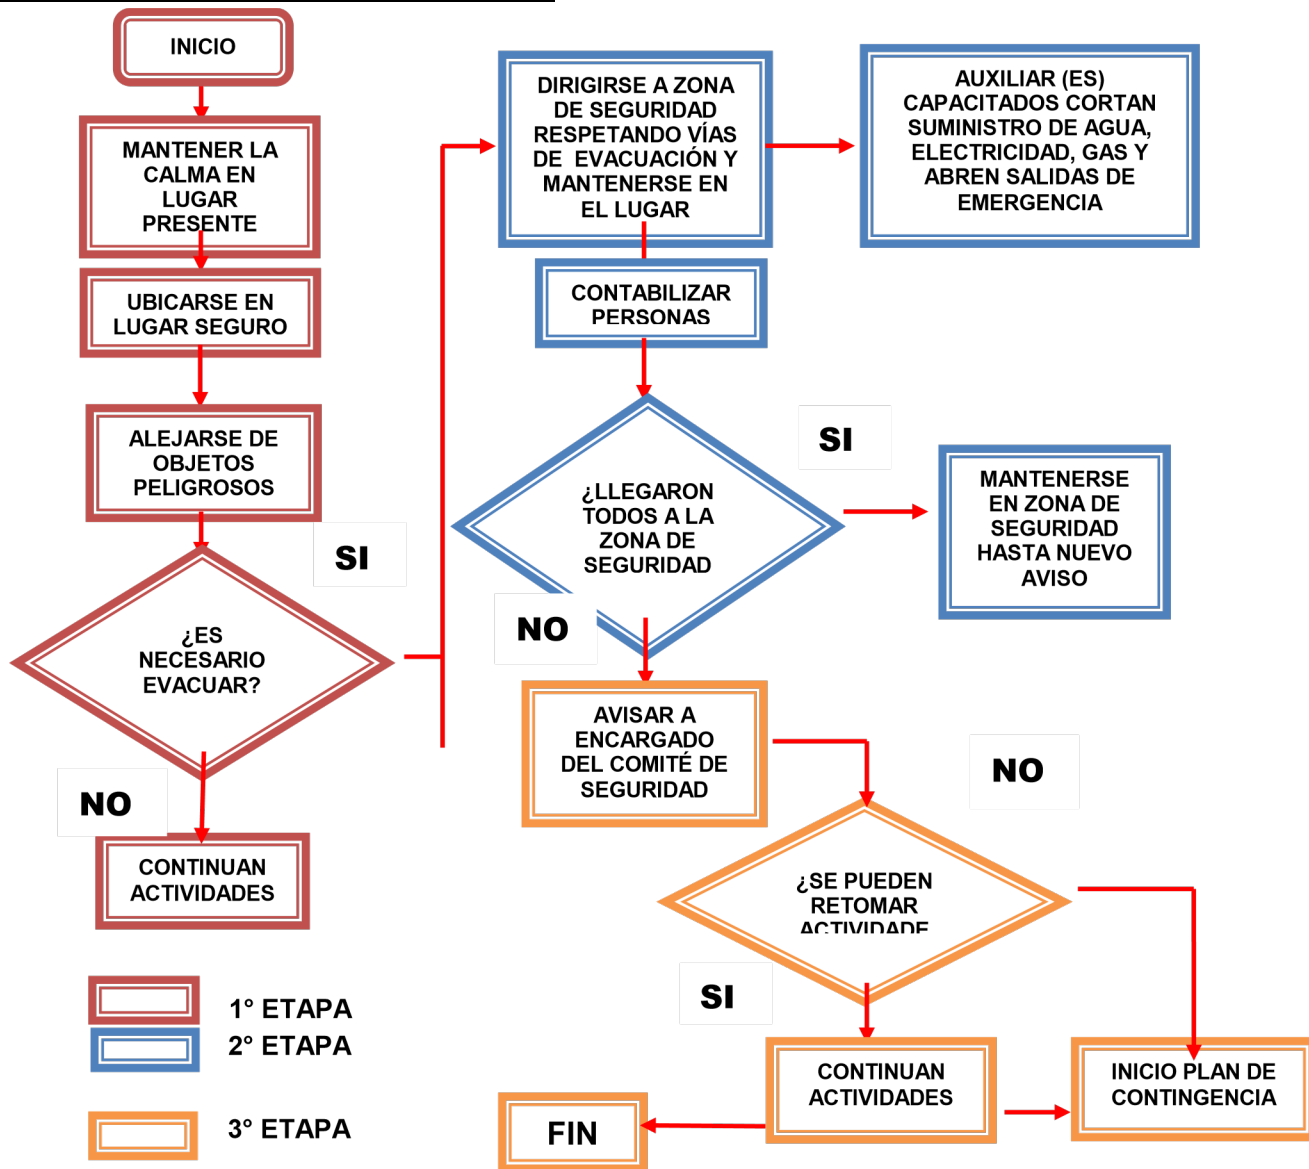 INICIO
MANTENER LA
CALMA EN
LUGAR
PRESENTE
UBICARSE EN
LUGAR SEGURO
ALEJARSE DE
OBJETOS
PELIGROSOS
SI
¿ES
NECESARIO
EVACUAR?
NO
CONTINUAN
ACTIVIDADES
DIRIGIRSE A ZONA
DE SEGURIDAD
RESPETANDO VÍAS
DE EVACUACIÓN Y
MANTENERSE EN
EL LUGAR
AUXILIAR (ES)
CAPACITADOS CORTAN
SUMINISTRO DE AGUA,
ELECTRICIDAD, GAS Y
ABREN SALIDAS DE
EMERGENCIA
CONTABILIZAR
PERSONAS
¿LLEGARON
TODOS A LA
ZONA DE
SEGURIDAD
SI
MANTENERSE
EN ZONA DE
SEGURIDAD
HASTA NUEVO
AVISO
NO
AVISAR A
ENCARGADO
DEL COMITÉ DE
SEGURIDAD
NO
¿SE PUEDEN
RETOMAR
ACTIVIDADE
SI
CONTINUAN
ACTIVIDADES
INICIO PLAN DE
CONTINGENCIA
FIN
1° ETAPA
2° ETAPA
3° ETAPA